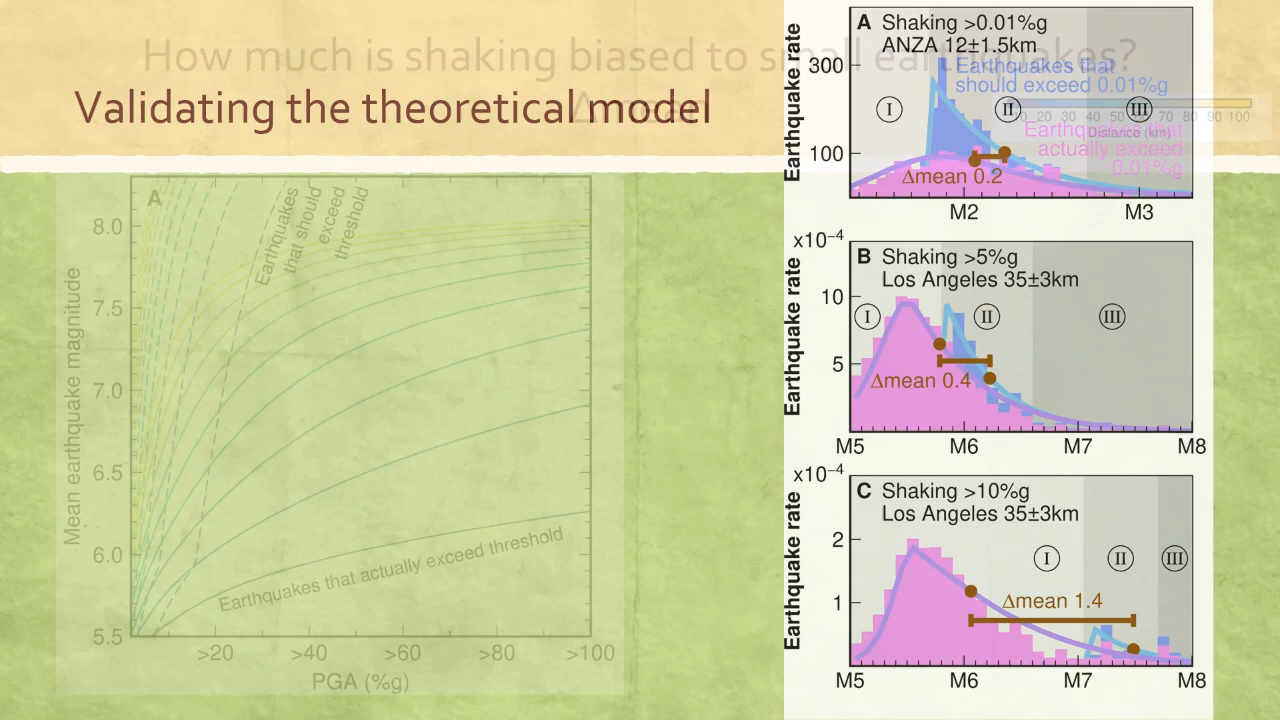 How much is shaking biased to small earthquakes?
Δmean
Validating the theoretical model
A
Earthquakes
that should
exceed
threshold
Mean earthquake magnitude
8.0
7.5
7.0
6.5
6.0
5.5
Earthquakes that actually exceed threshold
>20 >40 >60 >80 >100
PGA (%g)
A Shaking >0.01%g
ANZA 12±1.5km
Earthquake rate
300
100
Earthquakes that
should exceed 0.01%g
I II III
20 30 40 50 60 70 80 90 100
Distance (km)
Earthquakes that
actually exceed
0.01%g
Δmean 0.2
M2 M3
x10⁻⁴
B Shaking >5%g
Los Angeles 35±3km
Earthquake rate
10
5
I II III
Δmean 0.4
M5 M6 M7 M8
x10⁻⁴
C Shaking >10%g
Los Angeles 35±3km
Earthquake rate
2
1
I II III
Δmean 1.4
M5 M6 M7 M8